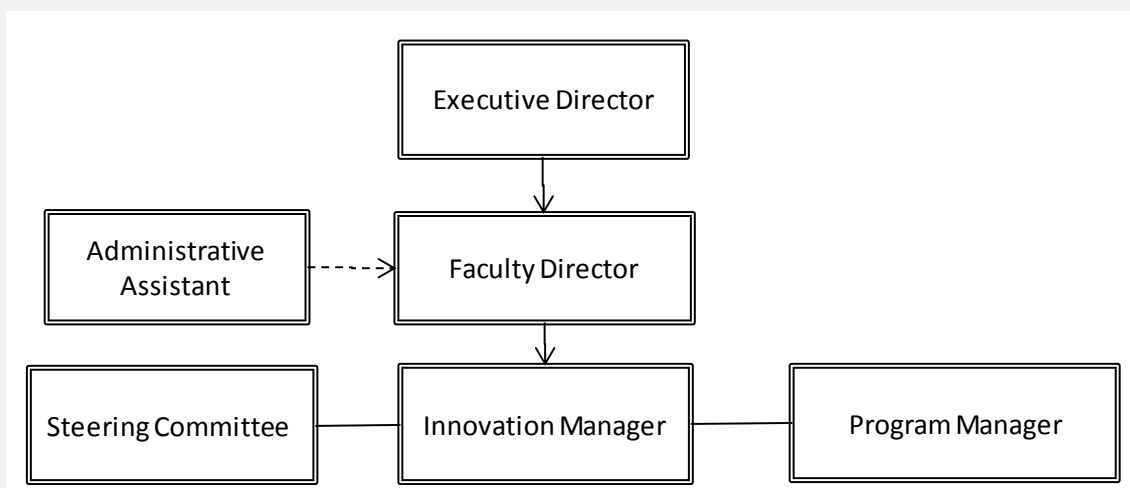 Executive Director
Administrative
Assistant
Faculty Director
Steering Committee
Innovation Manager
Program Manager